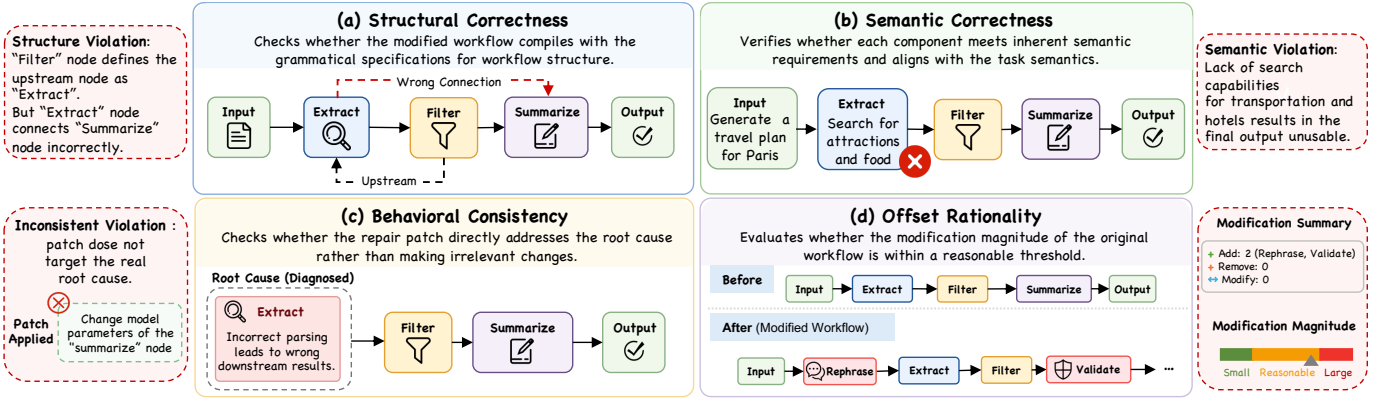 Structure Violation:
“Filter” node defines the
upstream node as
“Extract”.
But “Extract” node
connects “Summarize”
node incorrectly.
(a) Structural Correctness
Checks whether the modified workflow compiles with the
grammatical specifications for workflow structure.
Wrong Connection
Input
Extract
Filter
Summarize
Output
Upstream
(b) Semantic Correctness
Verifies whether each component meets inherent semantic
requirements and aligns with the task semantics.
Input
Generate a
travel plan
for Paris
Extract
Search for
attractions
and food
Filter
Summarize
Output
Semantic Violation:
Lack of search
capabilities
for transportation and
hotels results in the
final output unusable.
Inconsistent Violation :
patch dose not
target the real
root cause.
Patch
Applied
Change model
parameters of the
“summarize” node
(c) Behavioral Consistency
Checks whether the repair patch directly addresses the root cause
rather than making irrelevant changes.
Root Cause (Diagnosed)
Extract
Incorrect parsing
leads to wrong
downstream results.
Filter
Summarize
Output
(d) Offset Rationality
Evaluates whether the modification magnitude of the original
workflow is within a reasonable threshold.
Before
Input
Extract
Filter
Summarize
Output
After (Modified Workflow)
Input
Rephrase
Extract
Filter
Validate
...
Modification Summary
+ Add: 2 (Rephrase, Validate)
+ Remove: 0
↔ Modify: 0
Modification Magnitude
Small Reasonable Large